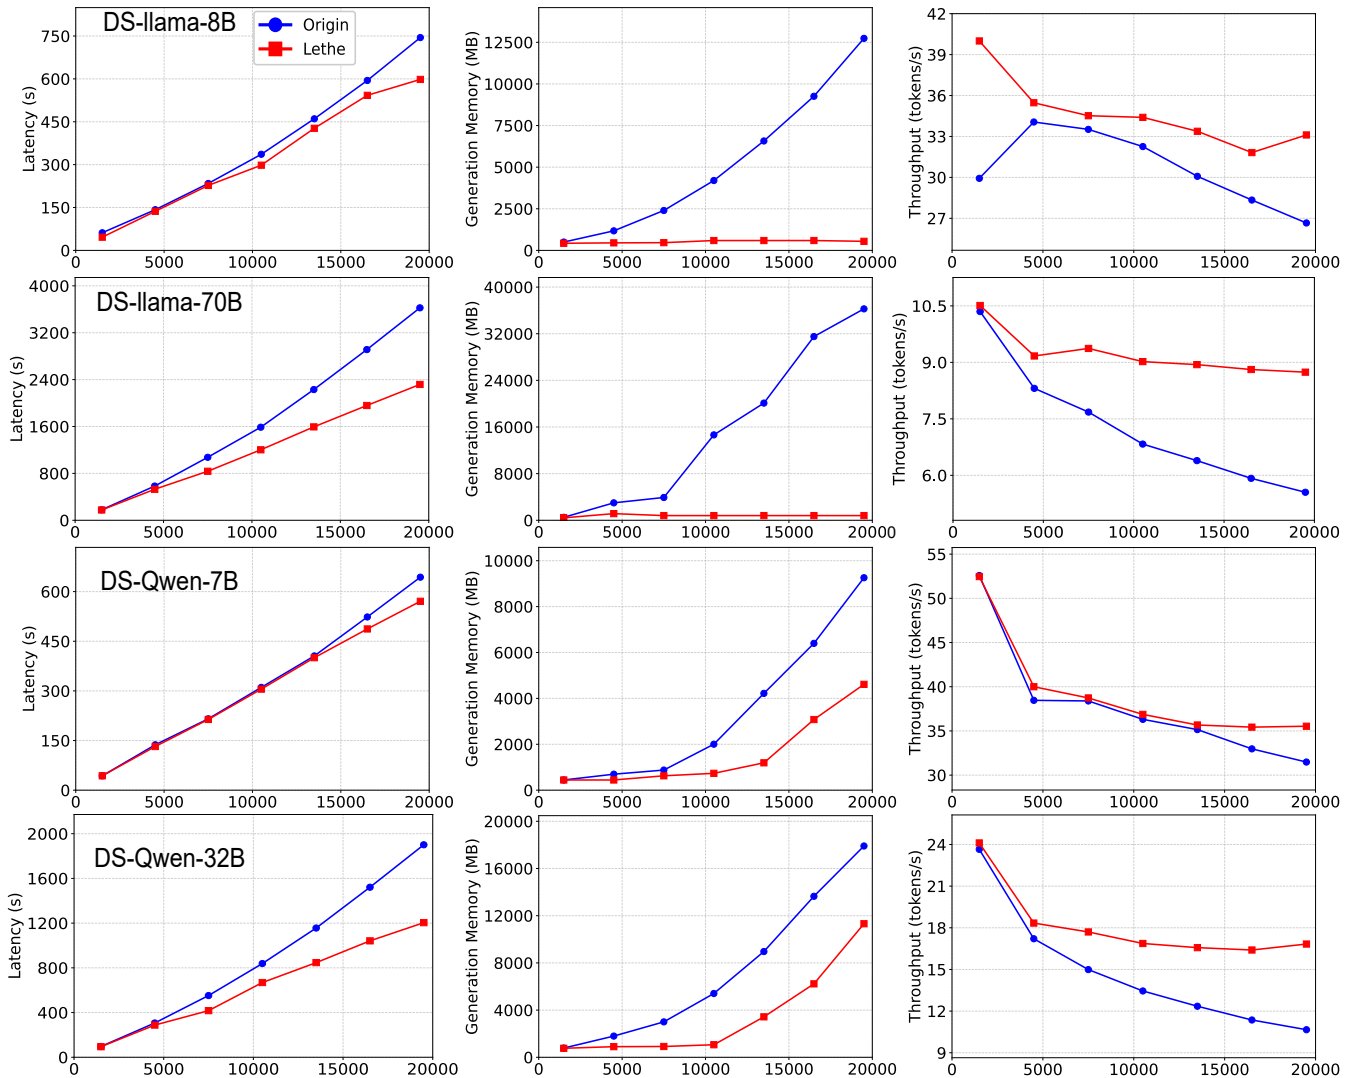 DS-llama-8B
Origin
Lethe
Latency (s)
750
600
450
300
150
0
0 5000 10000 15000 20000
Generation Memory (MB)
12500
10000
7500
5000
2500
0
0 5000 10000 15000 20000
Throughput (tokens/s)
42
39
36
33
30
27
0 5000 10000 15000 20000
DS-llama-70B
Latency (s)
4000
3200
2400
1600
800
0
0 5000 10000 15000 20000
Generation Memory (MB)
40000
32000
24000
16000
8000
0
0 5000 10000 15000 20000
Throughput (tokens/s)
10.5
9.0
7.5
6.0
0 5000 10000 15000 20000
DS-Qwen-7B
Latency (s)
600
450
300
150
0
0 5000 10000 15000 20000
Generation Memory (MB)
10000
8000
6000
4000
2000
0
0 5000 10000 15000 20000
Throughput (tokens/s)
55
50
45
40
35
30
0 5000 10000 15000 20000
DS-Qwen-32B
Latency (s)
2000
1600
1200
800
400
0
0 5000 10000 15000 20000
Generation Memory (MB)
20000
16000
12000
8000
4000
0
0 5000 10000 15000 20000
Throughput (tokens/s)
24
21
18
15
12
9
0 5000 10000 15000 20000